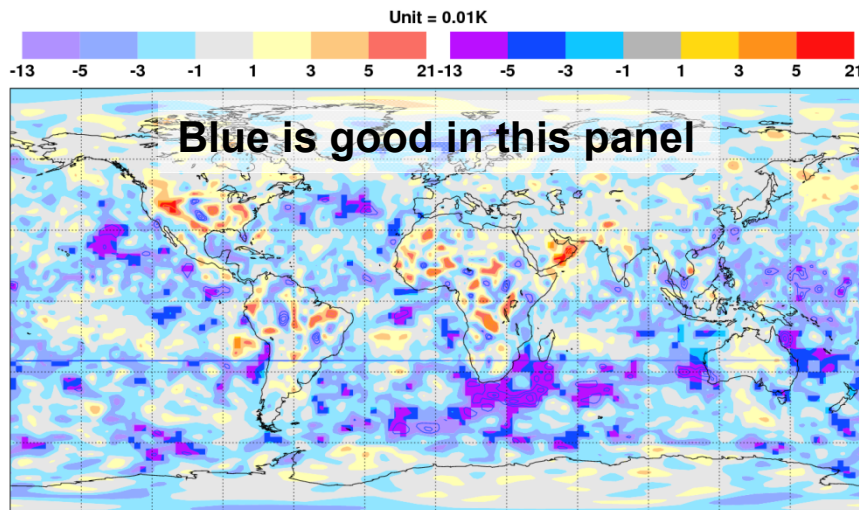 Unit = 0.01K
-13 -5 -3 -1 1 3 5 21 -13 -5 -3 -1 1 3 5 21
Blue is good in this panel